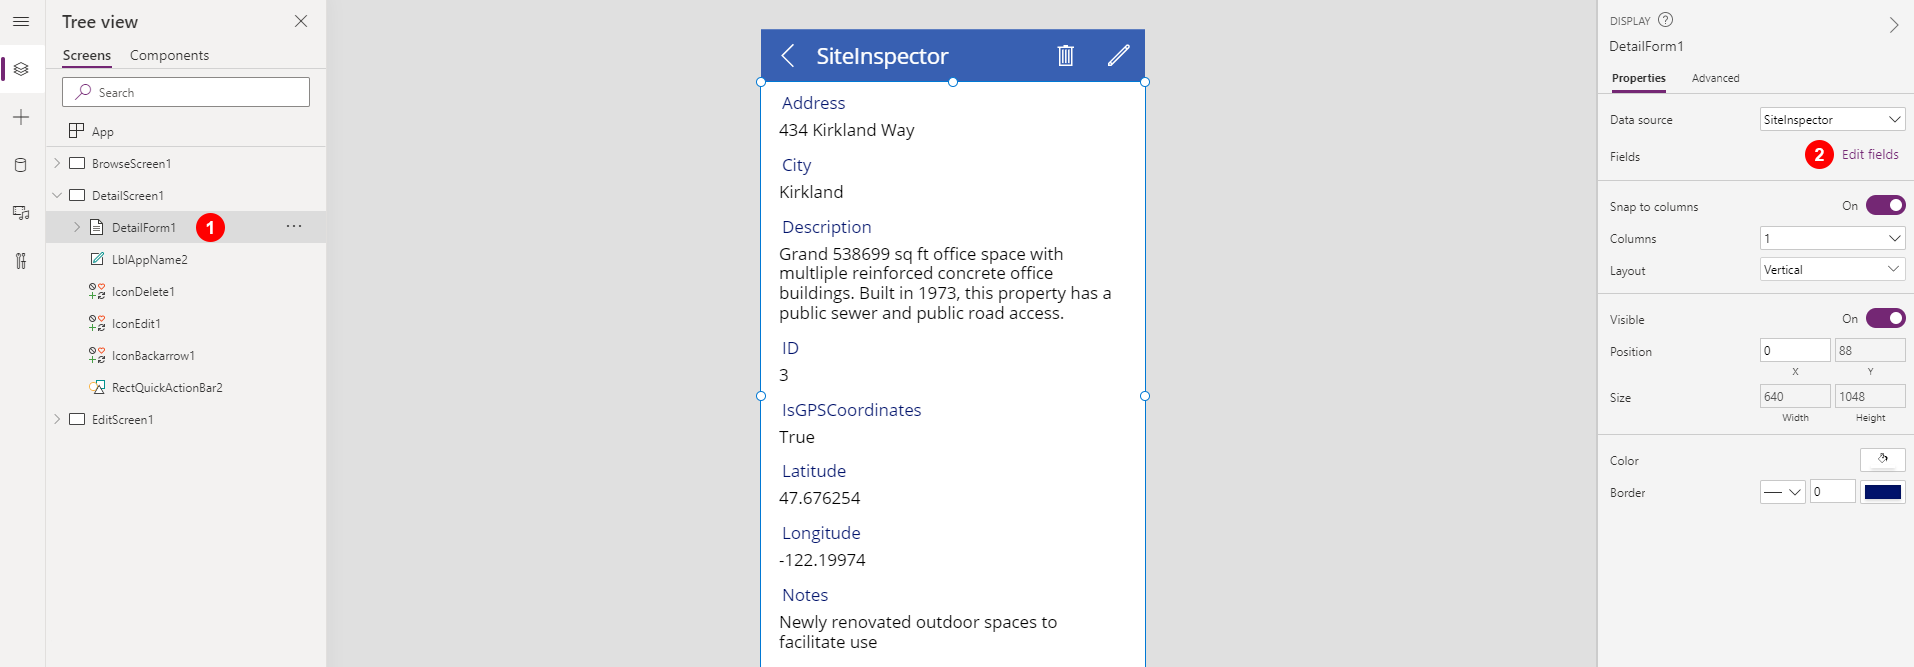 Tree view
Screens
Components
Search
App
BrowseScreen1
DetailScreen1
DetailForm1
1
LblAppName2
IconDelete1
IconEdit1
IconBackarrow1
RectQuickActionBar2
EditScreen1
SiteInspector
Address
434 Kirkland Way
City
Kirkland
Description
Grand 538699 sq ft office space with
multliple reinforced concrete office
buildings. Built in 1973, this property has a
public sewer and public road access.
ID
3
IsGPSCoordinates
True
Latitude
47.676254
Longitude
-122.19974
Notes
Newly renovated outdoor spaces to
facilitate use
DISPLAY ?
DetailForm1
Properties
Advanced
Data source
SiteInspector
Fields
2
Edit fields
Snap to columns
On
Columns
1
Layout
Vertical
Visible
On
Position
0
88
X
Y
Size
640
1048
Width
Height
Color
Border
0